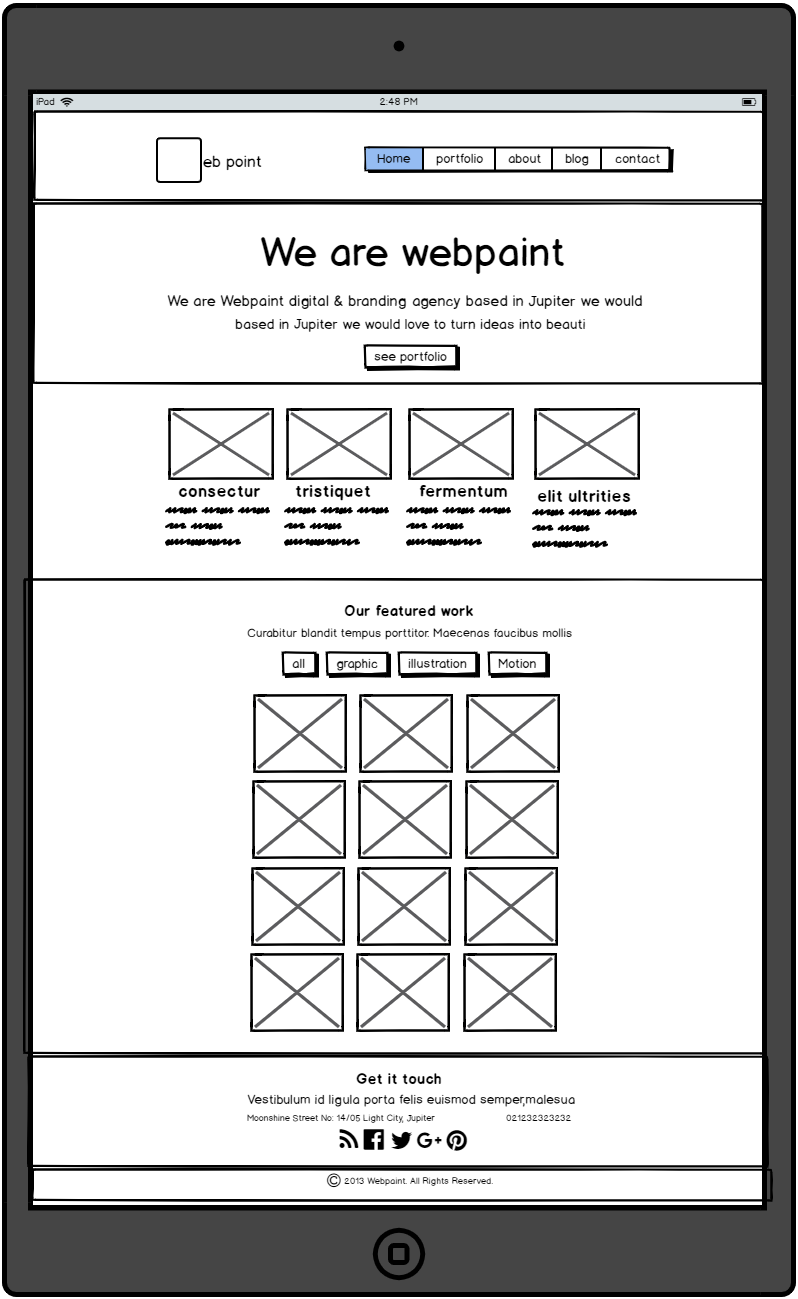 iPad 2:48 PM
eb point
Home portfolio about blog contact
We are webpaint
We are Webpaint digital & branding agency based in Jupiter we would
based in Jupiter we would love to turn ideas into beauti
see portfolio
consectur tristiquet fermentum elit ultrities
Our featured work
Curabitur blandit tempus porttitor. Maecenas faucibus mollis
all graphic illustration Motion
Get it touch
Vestibulum id ligula porta felis euismod semper,malesua
Moonshine Street No: 14/05 Light City, Jupiter 021232323232
© 2013 Webpaint. All Rights Reserved.